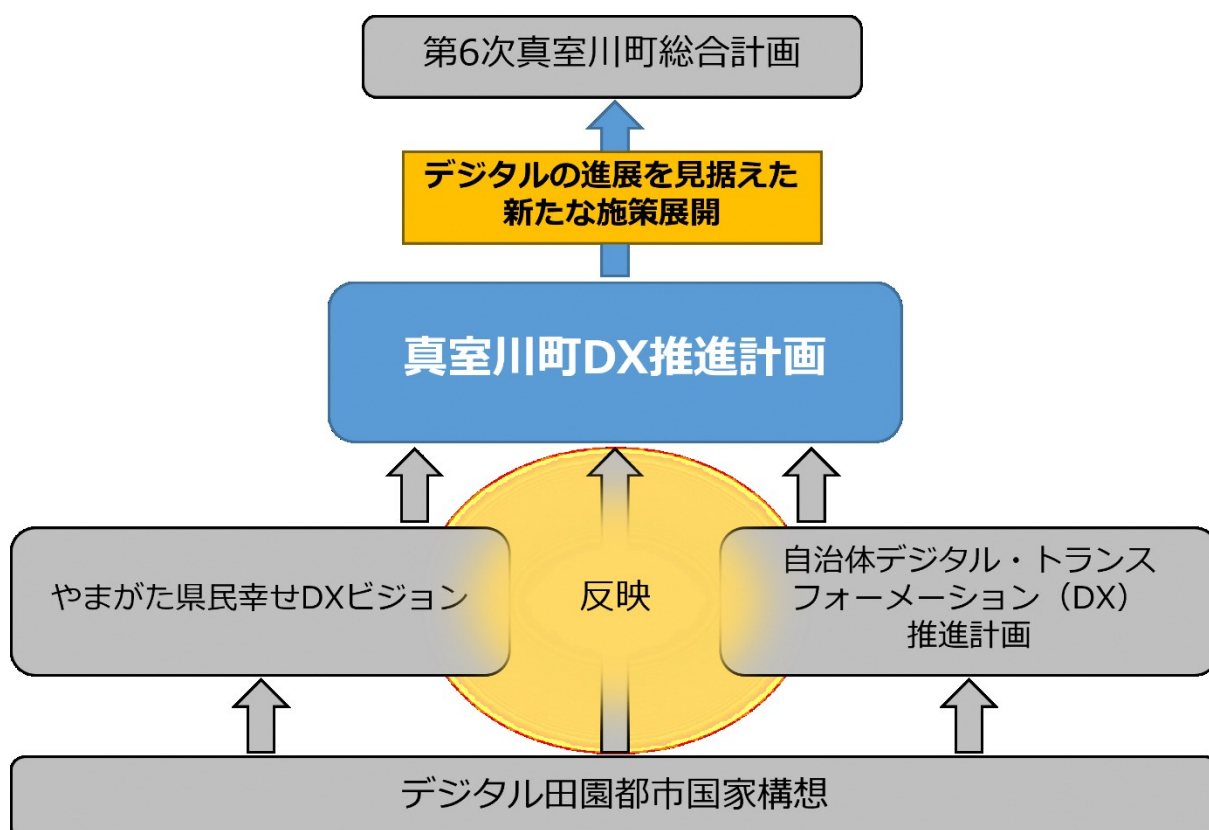 第6次真室川町総合計画
デジタルの進展を見据えた
新たな施策展開
真室川町DX推進計画
やまがた県民幸せDXビジョン
反映
自治体デジタル・トランス
フォーメーション（DX）
推進計画
デジタル田園都市国家構想